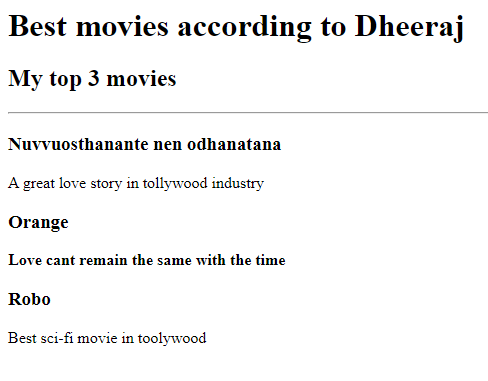 Best movies according to Dheeraj
My top 3 movies
Nuvvuosthanante nen odhanatana
A great love story in tollywood industry
Orange
Love cant remain the same with the time
Robo
Best sci-fi movie in toolywood